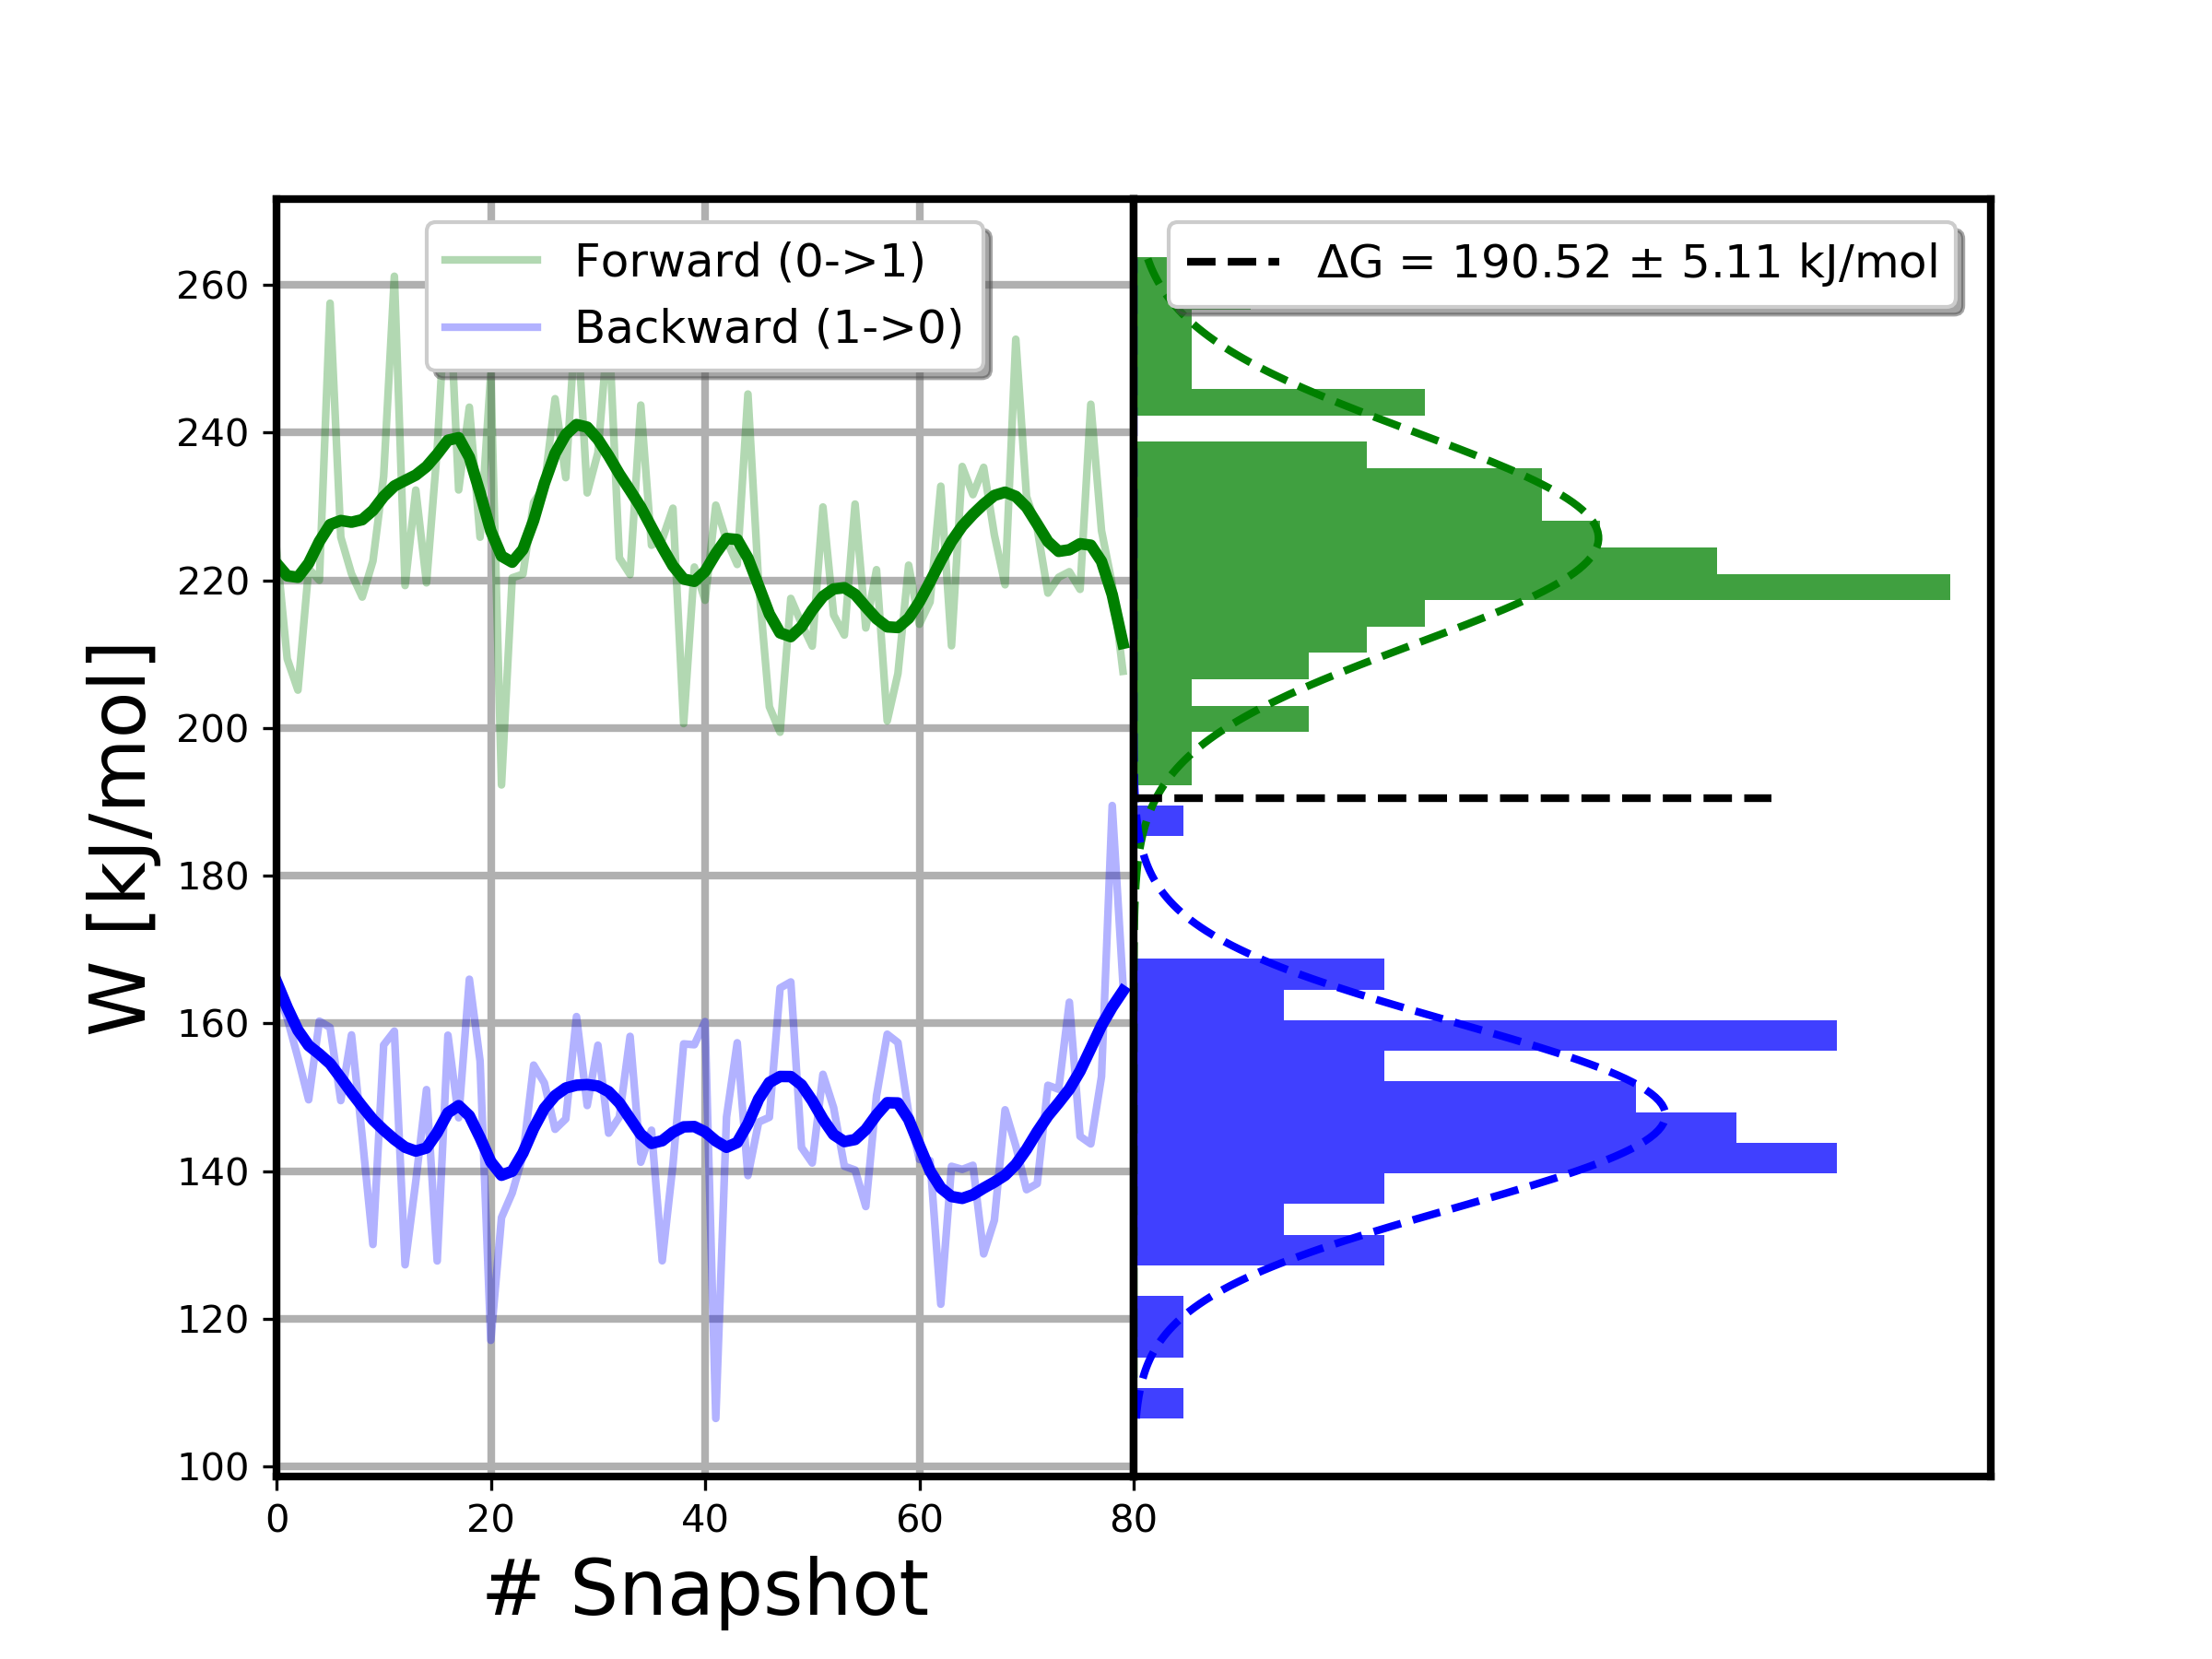 Forward (0->1)
Backward (1->0)
ΔG = 190.52 ± 5.11 kJ/mol
W [kJ/mol]
260
240
220
200
180
160
140
120
100
0 20 40 60 80
# Snapshot